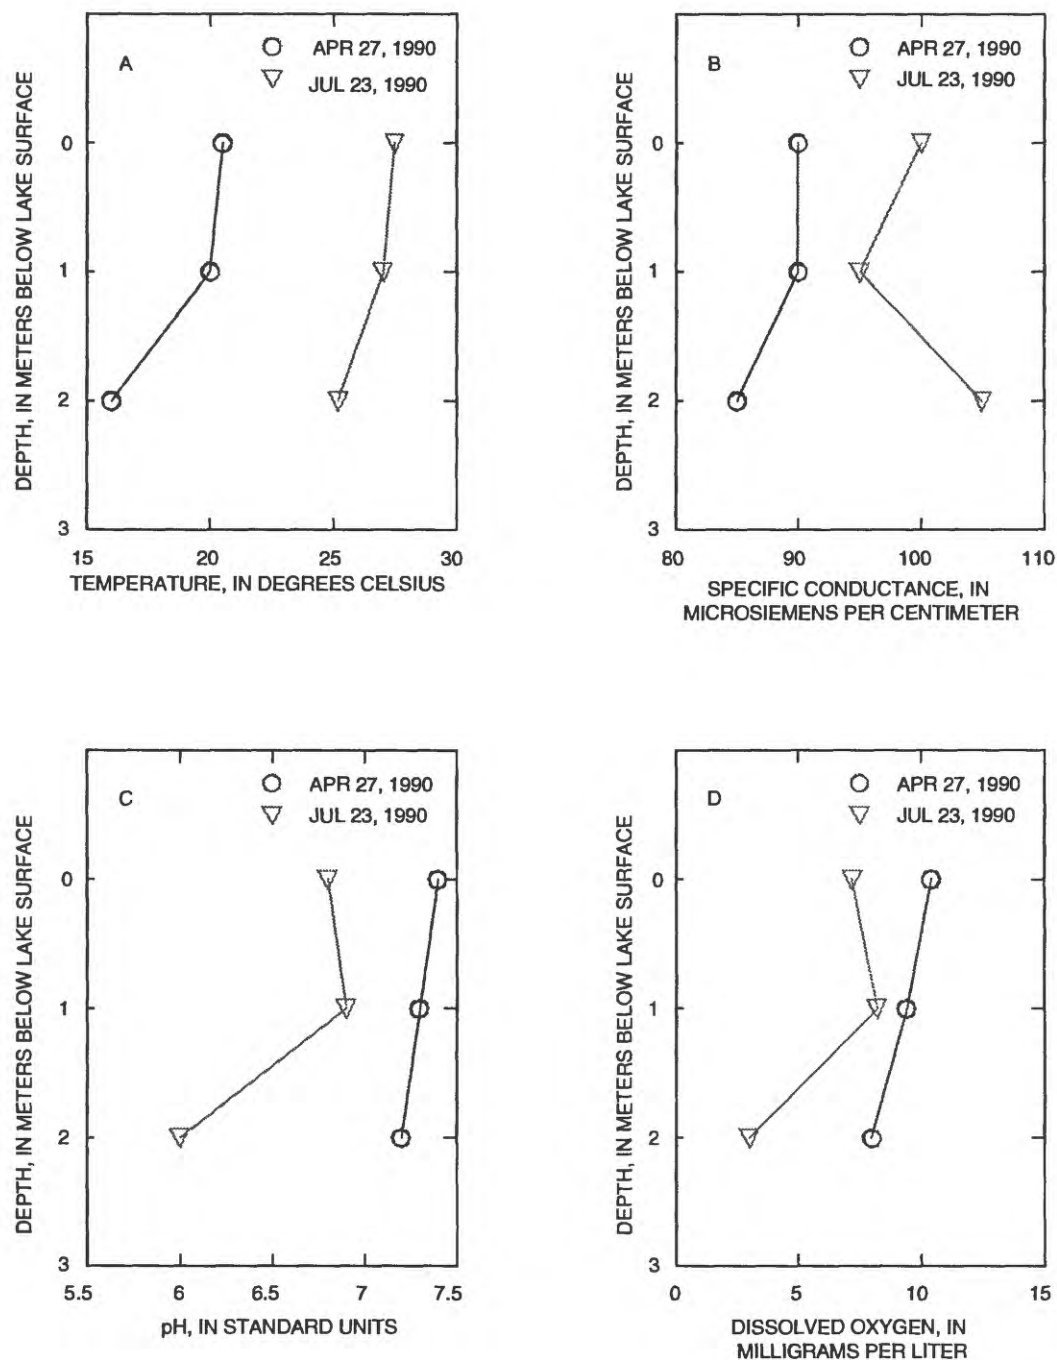 A
APR 27, 1990
JUL 23, 1990
DEPTH, IN METERS BELOW LAKE SURFACE
0
1
2
3
15 20 25 30
TEMPERATURE, IN DEGREES CELSIUS
B
APR 27, 1990
JUL 23, 1990
DEPTH, IN METERS BELOW LAKE SURFACE
0
1
2
3
80 90 100 110
SPECIFIC CONDUCTANCE, IN
MICROSIEMENS PER CENTIMETER
C
APR 27, 1990
JUL 23, 1990
DEPTH, IN METERS BELOW LAKE SURFACE
0
1
2
3
5.5 6 6.5 7 7.5
pH, IN STANDARD UNITS
D
APR 27, 1990
JUL 23, 1990
DEPTH, IN METERS BELOW LAKE SURFACE
0
1
2
3
0 5 10 15
DISSOLVED OXYGEN, IN
MILLIGRAMS PER LITER